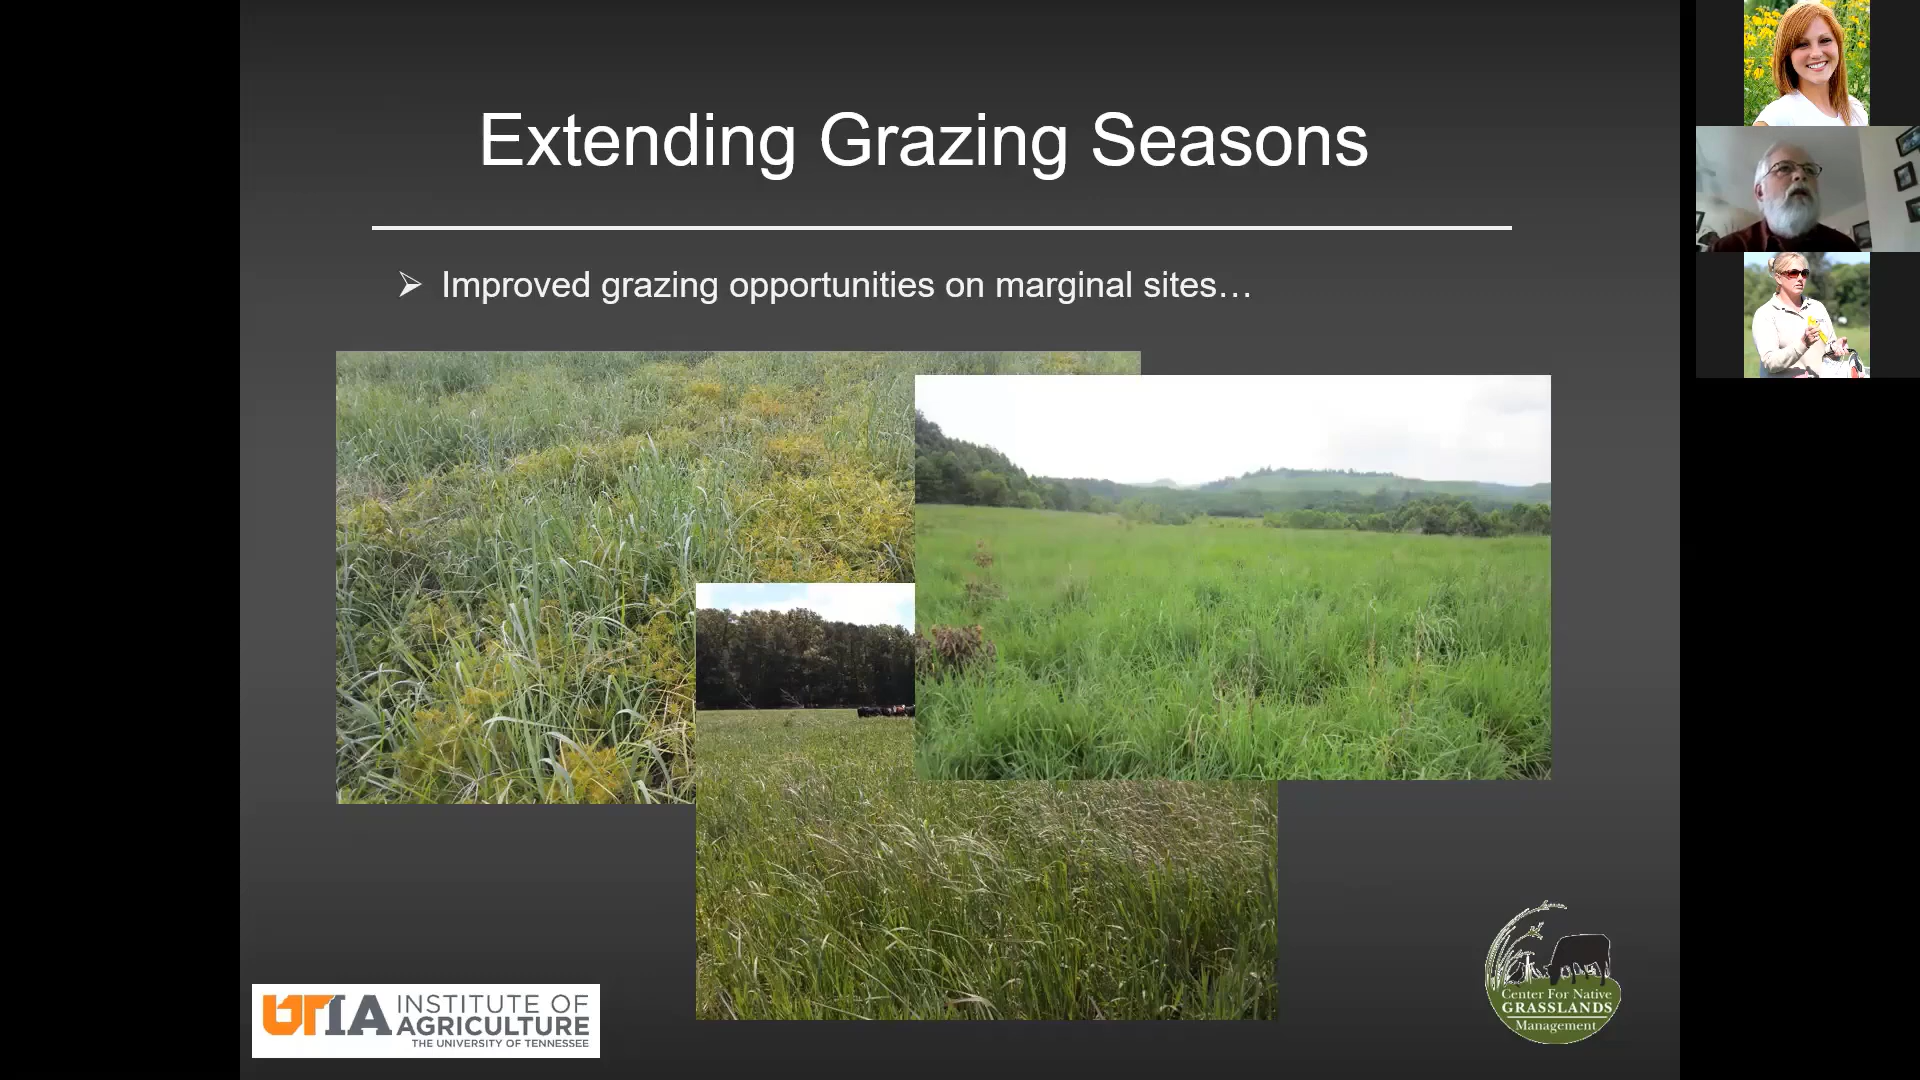 Extending Grazing Seasons
Improved grazing opportunities on marginal sites…
UTIA INSTITUTE OF
AGRICULTURE
THE UNIVERSITY OF TENNESSEE
Center For Native
GRASSLANDS
Management